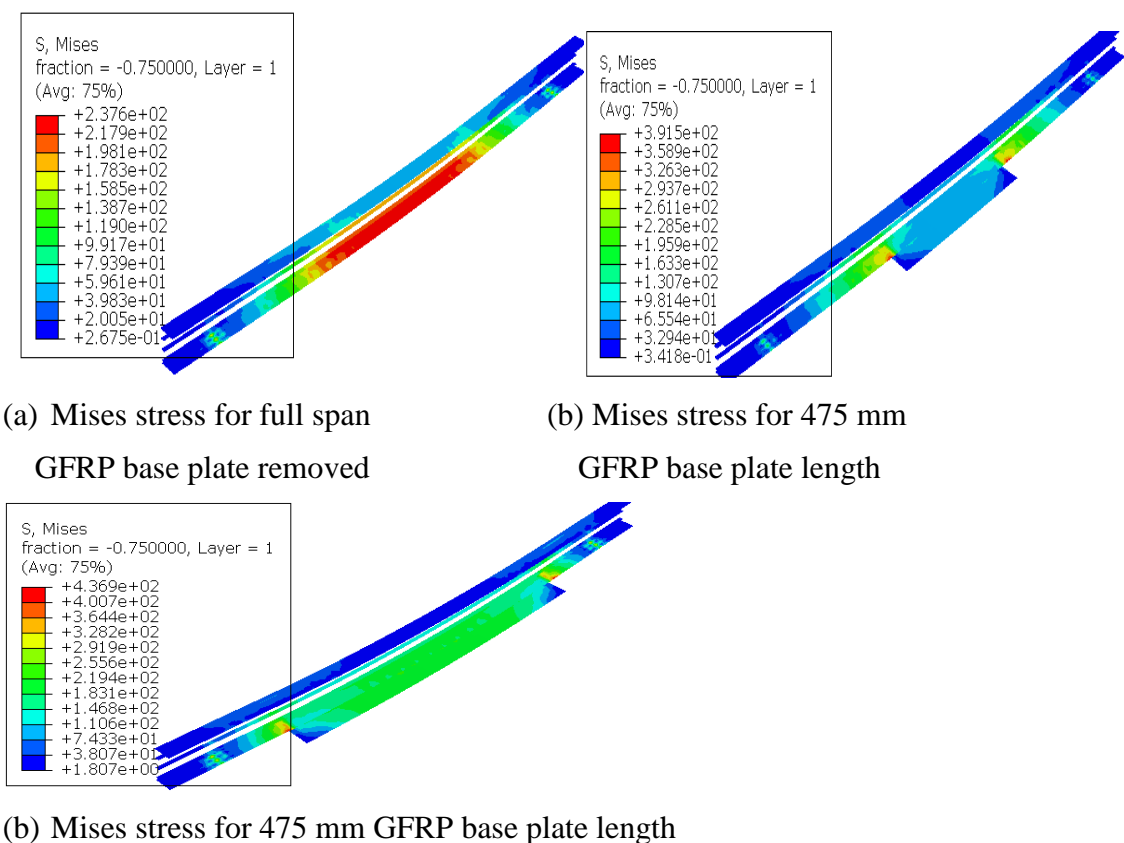 S, Mises
fraction = -0.750000, Layer = 1
(Avg: 75%)
+2.376e+02
+2.179e+02
+1.981e+02
+1.783e+02
+1.585e+02
+1.387e+02
+1.190e+02
+9.917e+01
+7.939e+01
+5.961e+01
+3.983e+01
+2.005e+01
+2.675e-01
S, Mises
fraction = -0.750000, Layer = 1
(Avg: 75%)
+3.915e+02
+3.589e+02
+3.263e+02
+2.937e+02
+2.611e+02
+2.285e+02
+1.959e+02
+1.633e+02
+1.307e+02
+9.814e+01
+6.554e+01
+3.294e+01
+3.418e-01
(a) Mises stress for full span
GFRP base plate removed
(b) Mises stress for 475 mm
GFRP base plate length
S, Mises
fraction = -0.750000, Layer = 1
(Avg: 75%)
+4.369e+02
+4.007e+02
+3.644e+02
+3.282e+02
+2.919e+02
+2.556e+02
+2.194e+02
+1.831e+02
+1.468e+02
+1.106e+02
+7.433e+01
+3.807e+01
+1.807e+00
(b) Mises stress for 475 mm GFRP base plate length